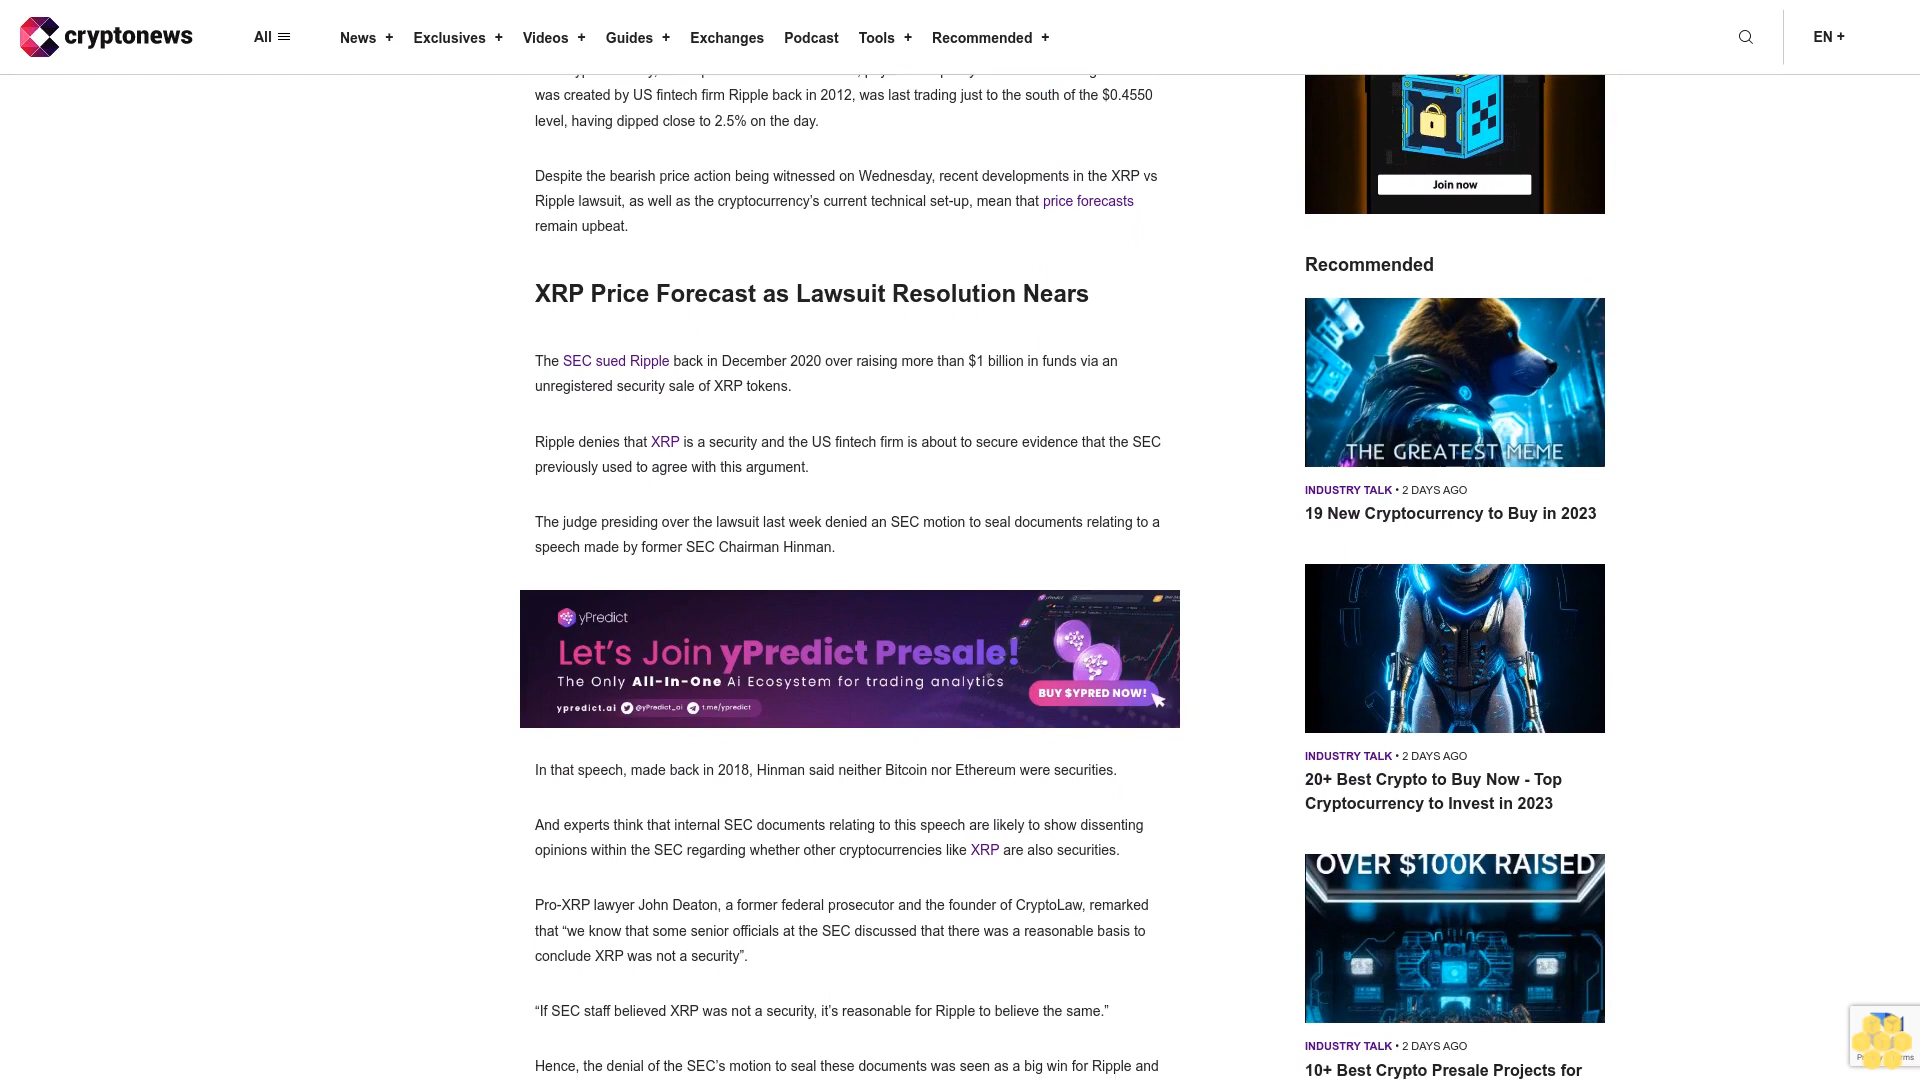 cryptonews
All
News +
Exclusives +
Videos +
Guides +
Exchanges
Podcast
Tools +
Recommended +
EN +
was created by US fintech firm Ripple back in 2012, was last trading just to the south of the $0.4550
level, having dipped close to 2.5% on the day.
Despite the bearish price action being witnessed on Wednesday, recent developments in the XRP vs
Ripple lawsuit, as well as the cryptocurrency’s current technical set-up, mean that price forecasts
remain upbeat.
XRP Price Forecast as Lawsuit Resolution Nears
The SEC sued Ripple back in December 2020 over raising more than $1 billion in funds via an
unregistered security sale of XRP tokens.
Ripple denies that XRP is a security and the US fintech firm is about to secure evidence that the SEC
previously used to agree with this argument.
The judge presiding over the lawsuit last week denied an SEC motion to seal documents relating to a
speech made by former SEC Chairman Hinman.
yPredict
Let’s Join yPredict Presale!
The Only All-In-One Ai Ecosystem for trading analytics
BUY $YPRED NOW!
ypredict.ai @yPredict_ai t.me/ypredict
In that speech, made back in 2018, Hinman said neither Bitcoin nor Ethereum were securities.
And experts think that internal SEC documents relating to this speech are likely to show dissenting
opinions within the SEC regarding whether other cryptocurrencies like XRP are also securities.
Pro-XRP lawyer John Deaton, a former federal prosecutor and the founder of CryptoLaw, remarked
that “we know that some senior officials at the SEC discussed that there was a reasonable basis to
conclude XRP was not a security”.
“If SEC staff believed XRP was not a security, it’s reasonable for Ripple to believe the same.”
Hence, the denial of the SEC’s motion to seal these documents was seen as a big win for Ripple and
Join now
Recommended
THE GREATEST MEME
INDUSTRY TALK • 2 DAYS AGO
19 New Cryptocurrency to Buy in 2023
INDUSTRY TALK • 2 DAYS AGO
20+ Best Crypto to Buy Now - Top
Cryptocurrency to Invest in 2023
OVER $100K RAISED
INDUSTRY TALK • 2 DAYS AGO
10+ Best Crypto Presale Projects for